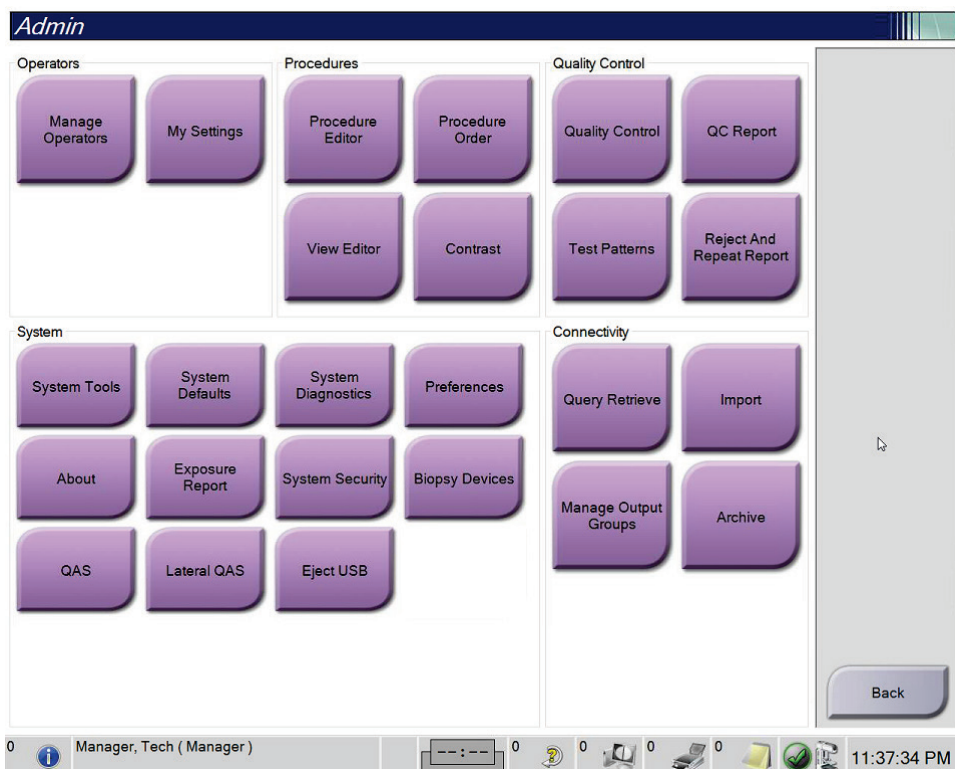 Admin
Operators
Manage
Operators
My Settings
Procedures
Procedure
Editor
Procedure
Order
View Editor
Contrast
Quality Control
Quality Control
QC Report
Test Patterns
Reject And
Repeat Report
System
System Tools
System
Defaults
System
Diagnostics
Preferences
About
Exposure
Report
System Security
Biopsy Devices
QAS
Lateral QAS
Eject USB
Connectivity
Query Retrieve
Import
Manage Output
Groups
Archive
Back
0
Manager, Tech ( Manager )
--:--
0
0
0
0
11:37:34 PM